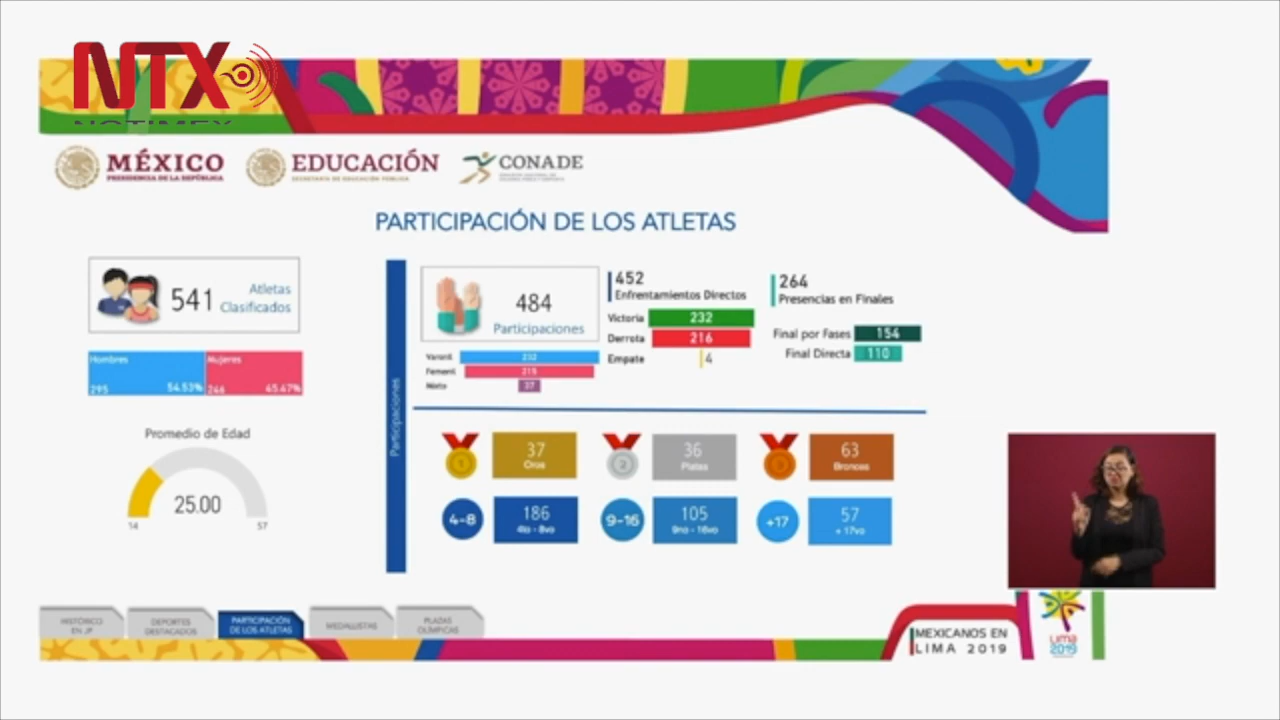 NTX
NOTIMEX
MÉXICO
PRESIDENCIA DE LA REPÚBLICA
EDUCACIÓN
SECRETARÍA DE EDUCACIÓN PÚBLICA
CONADE
PARTICIPACIÓN DE LOS ATLETAS
541
Atletas
Clasificados
Hombres
295
54.53%
Mujeres
246
65.67%
Promedio de Edad
25.00
14
57
Participaciones
484
Participaciones
Varonil
232
Femenil
215
Mixto
37
452
Enfrentamientos Directos
Victoria
232
Derrota
216
Empate
4
264
Presencias en Finales
Final por Fases
154
Final Directa
110
1
37
Oros
2
36
Platas
63
Bronces
4-8
186
4to - 8vo
9-16
105
9no - 16vo
+17
57
+ 17vo
HISTÓRICO
EN JP
DEPORTES
DESTACADOS
PARTICIPACIÓN
DE LOS ATLETAS
MEDALLISTAS
PLAZAS
OLÍMPICAS
MEXICANOS EN
LIMA 2019
Lima
2019